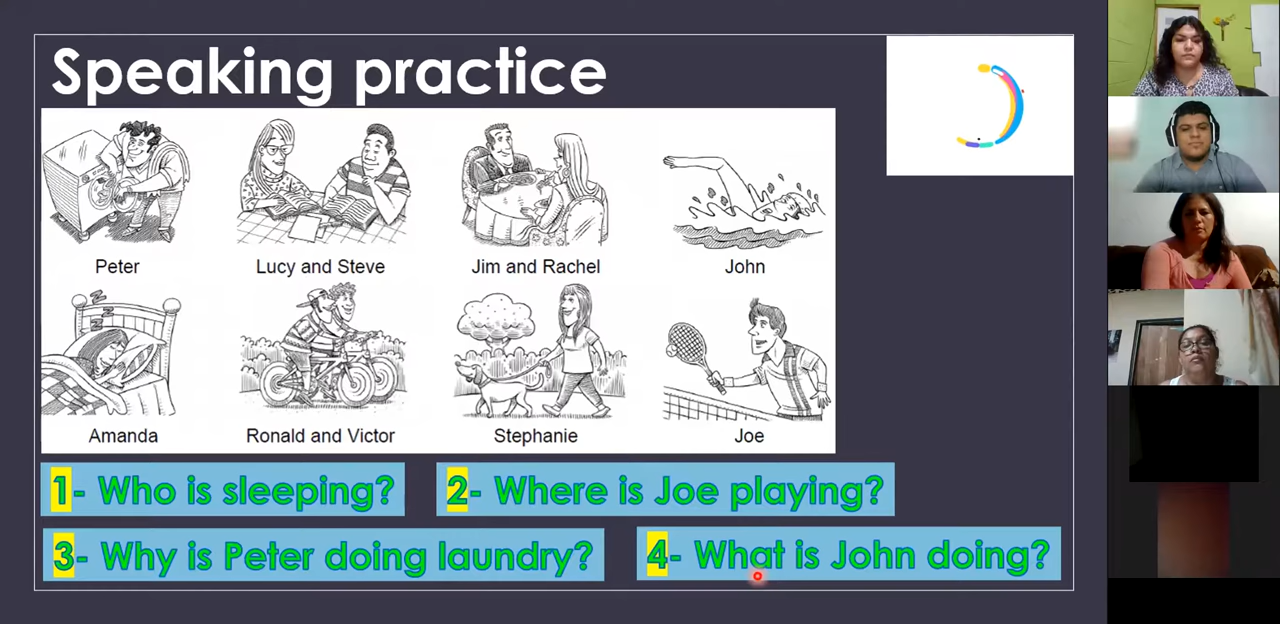 Speaking practice
Peter
Lucy and Steve
Jim and Rachel
John
Amanda
Ronald and Victor
Stephanie
Joe
1- Who is sleeping?
2- Where is Joe playing?
3- Why is Peter doing laundry?
4- What is John doing?